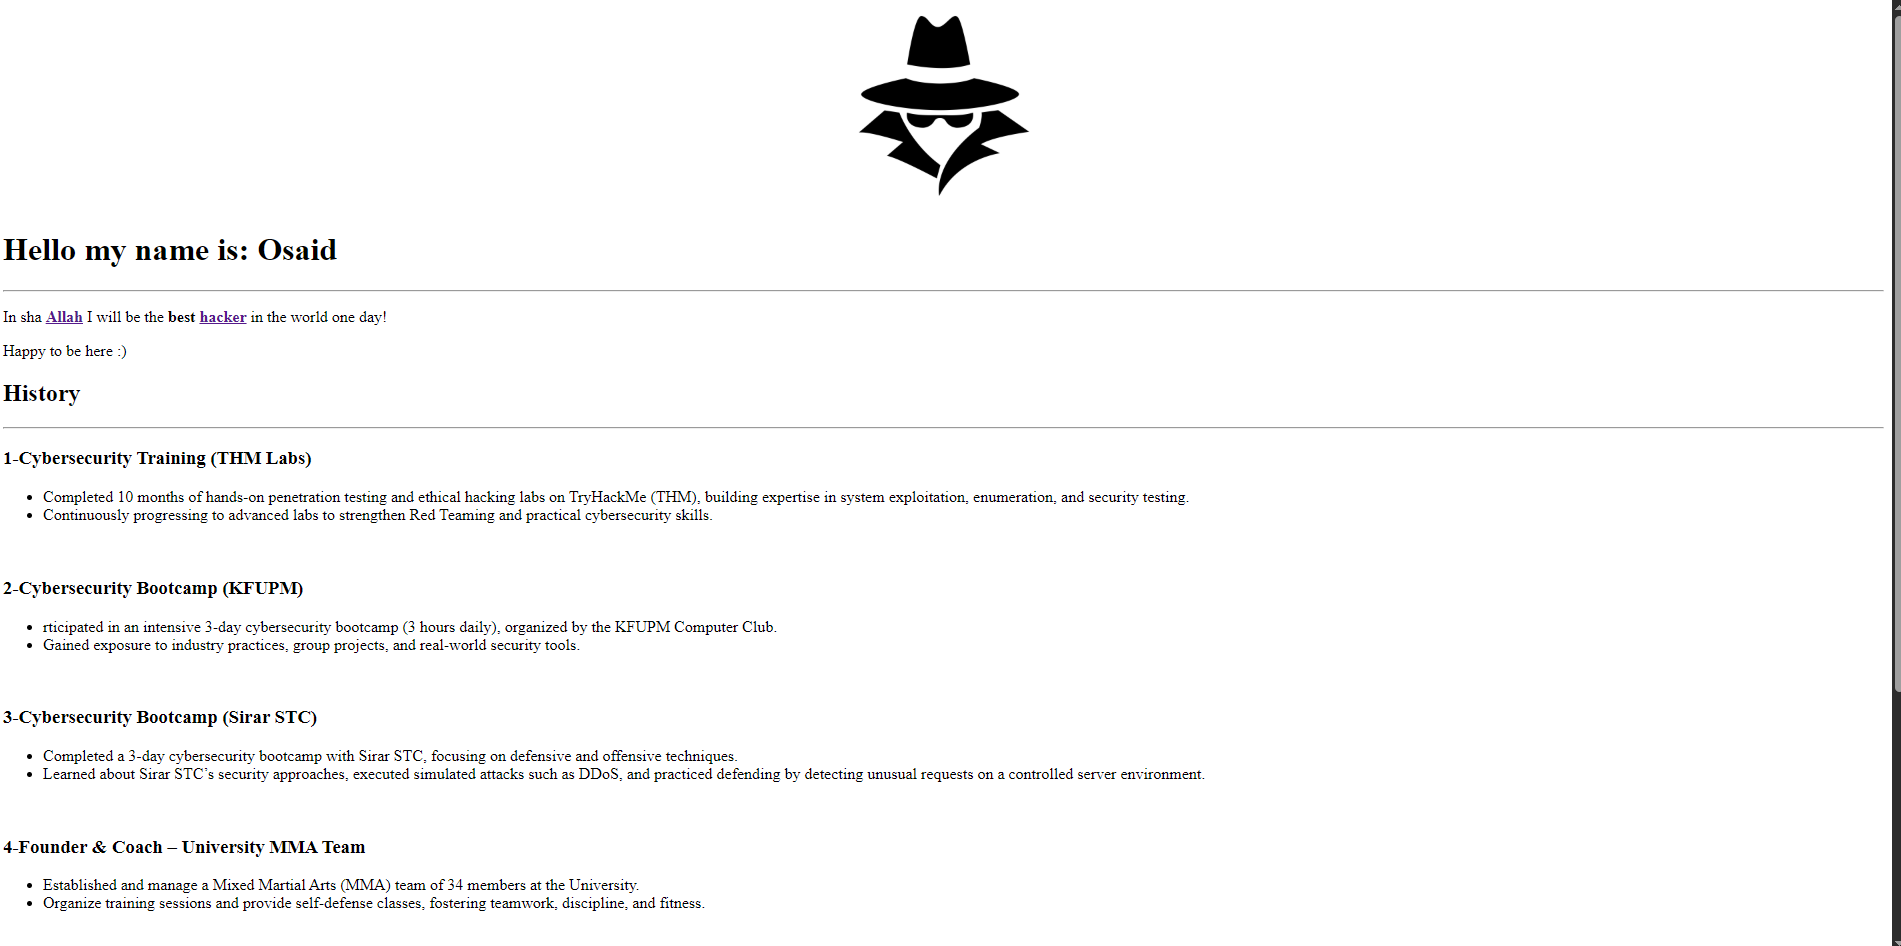 Hello my name is: Osaid
In sha Allah I will be the best hacker in the world one day!
Happy to be here :)
History
1-Cybersecurity Training (THM Labs)
Completed 10 months of hands-on penetration testing and ethical hacking labs on TryHackMe (THM), building expertise in system exploitation, enumeration, and security testing.
Continuously progressing to advanced labs to strengthen Red Teaming and practical cybersecurity skills.
2-Cybersecurity Bootcamp (KFUPM)
rticipated in an intensive 3-day cybersecurity bootcamp (3 hours daily), organized by the KFUPM Computer Club.
Gained exposure to industry practices, group projects, and real-world security tools.
3-Cybersecurity Bootcamp (Sirar STC)
Completed a 3-day cybersecurity bootcamp with Sirar STC, focusing on defensive and offensive techniques.
Learned about Sirar STC’s security approaches, executed simulated attacks such as DDoS, and practiced defending by detecting unusual requests on a controlled server environment.
4-Founder & Coach – University MMA Team
Established and manage a Mixed Martial Arts (MMA) team of 34 members at the University.
Organize training sessions and provide self-defense classes, fostering teamwork, discipline, and fitness.